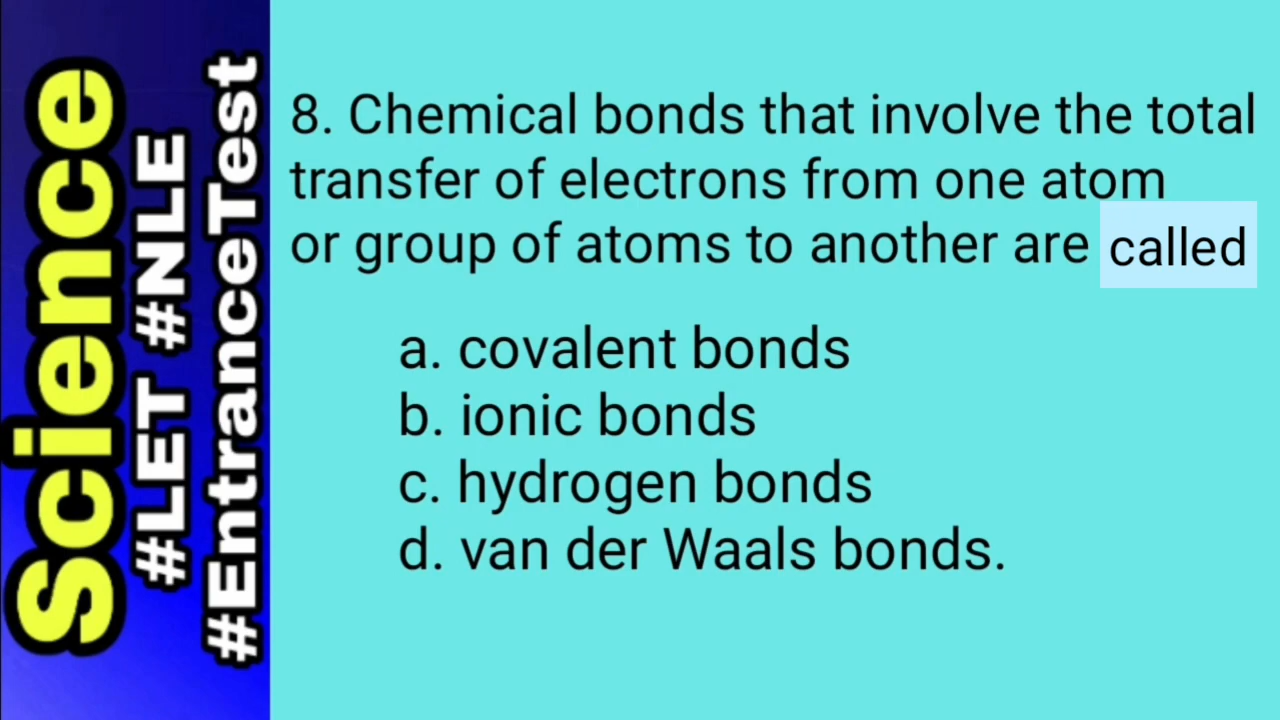 Science
#LET #NLE
#EntranceTest
8. Chemical bonds that involve the total
transfer of electrons from one atom
or group of atoms to another are called
a. covalent bonds
b. ionic bonds
c. hydrogen bonds
d. van der Waals bonds.